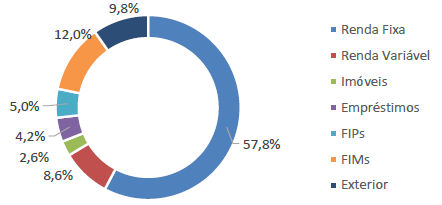 9,8%
12,0%
5,0%
4,2%
2,6%
8,6%
57,8%
Renda Fixa
Renda Variável
Imóveis
Empréstimos
FIPs
FIMs
Exterior